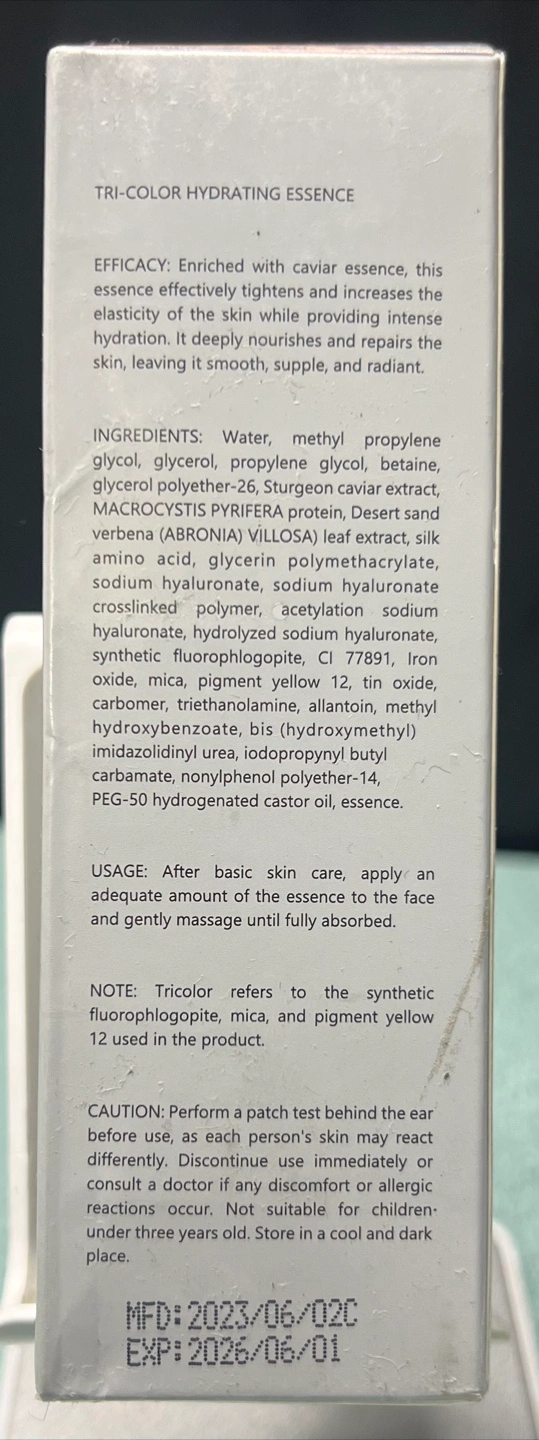 TRI-COLOR HYDRATING ESSENCE
EFFICACY: Enriched with caviar essence, this
essence effectively tightens and increases the
elasticity of the skin while providing intense
hydration. It deeply nourishes and repairs the
skin, leaving it smooth, supple, and radiant.
INGREDIENTS: Water, methyl propylene
glycol, glycerol, propylene glycol, betaine,
glycerol polyether-26, Sturgeon caviar extract,
MACROCYSTIS PYRIFERA protein, Desert sand
verbena (ABRONIA) VILLOSA) leaf extract, silk
amino acid, glycerin polymethacrylate,
sodium hyaluronate, sodium hyaluronate
crosslinked polymer, acetylation sodium
hyaluronate, hydrolyzed sodium hyaluronate,
synthetic fluorophlogopite, CI 77891, Iron
oxide, mica, pigment yellow 12, tin oxide,
carbomer, triethanolamine, allantoin, methyl
hydroxybenzoate, bis (hydroxymethyl)
imidazolidinyl urea, iodopropynyl butyl
carbamate, nonylphenol polyether-14,
PEG-50 hydrogenated castor oil, essence.
USAGE: After basic skin care, apply an
adequate amount of the essence to the face
and gently massage until fully absorbed.
NOTE: Tricolor refers to the synthetic
fluorophlogopite, mica, and pigment yellow
12 used in the product.
CAUTION: Perform a patch test behind the ear
before use, as each person's skin may react
differently. Discontinue use immediately or
consult a doctor if any discomfort or allergic
reactions occur. Not suitable for children
under three years old. Store in a cool and dark
place.
MFD:2023/06/02C
EXP:2026/06/01